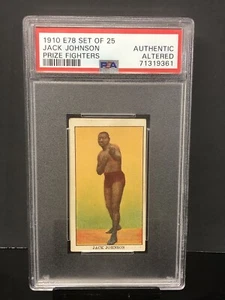 1910 E78 SET OF 25
JACK JOHNSON
PRIZE FIGHTERS
AUTHENTIC
ALTERED
71319361
PSA
JACK JOHNSON